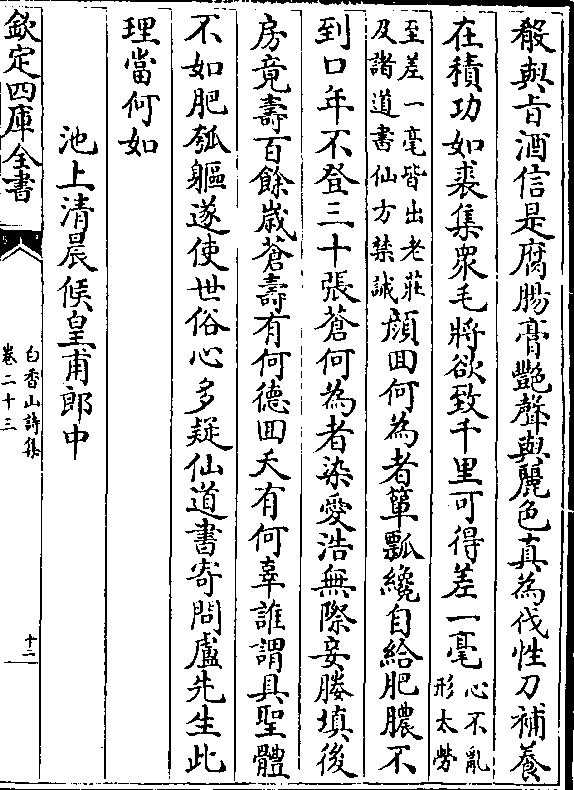 殽與旨酒信是腐腸膏艷聲與麗色真為伐性刀補養
在積功如裘集衆毛將欲致千里可得差一毫
心不亂
形太勞
至差一毫皆出老莊
及諸道書仙方禁誡
顔回何為者簞瓢纔自給肥膿不
到口年不登三十張蒼何為者染愛浩無際妾媵填後
房竟壽百餘歲蒼壽有何德回夭有何辜誰謂具聖體
不如肥瓠軀遂使世俗心多疑仙道書寄問盧先生此
理當何如
池上清晨候皇甫郎中
欽定四庫全書
白香山詩集
卷二十三
十二